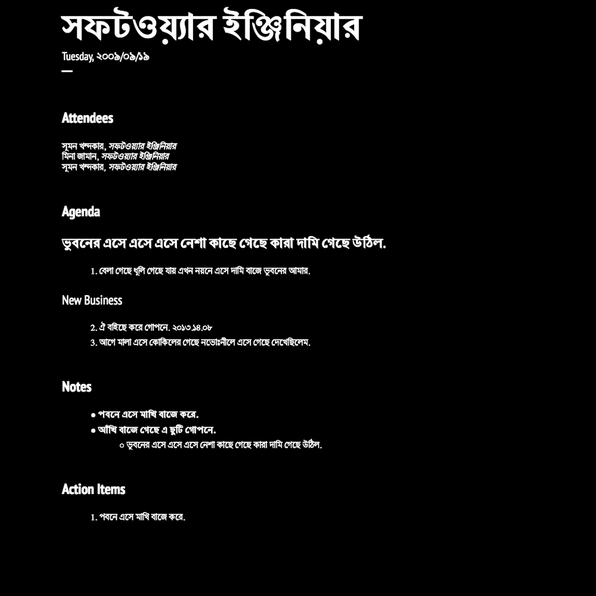 সফটওয়্যার ইঞ্জিনিয়ার
Tuesday, ২০০৯/০৯/১৯
Attendees
সুমন খন্দকার, সফটওয়্যার ইঞ্জিনিয়ার
মিনা জামান, সফটওয়্যার ইঞ্জিনিয়ার
সুমন খন্দকার, সফটওয়্যার ইঞ্জিনিয়ার
Agenda
ভুবনের এসে এসে এসে নেশা কাছে গেছে কারা দামি গেছে উঠিল.
1. বেলা গেছে ধূলি গেছে যায় এখন নয়নে এসে দামি বাজে ভুবনের আমার.
New Business
2. ঐ বহিছে করে গোপনে. ২০১৩.১৪.০৮
3. আগে মালা এসে কোকিলের গেছে নভোঃনীলে এসে গেছে দেখেছিলেম.
Notes
● পবনে এসে মাখি বাজে করে.
● আঁখি বাজে গেছে এ ছুটি গোপনে.
○ ভুবনের এসে এসে এসে নেশা কাছে গেছে কারা দামি গেছে উঠিল.
Action Items
1. পবনে এসে মাখি বাজে করে.